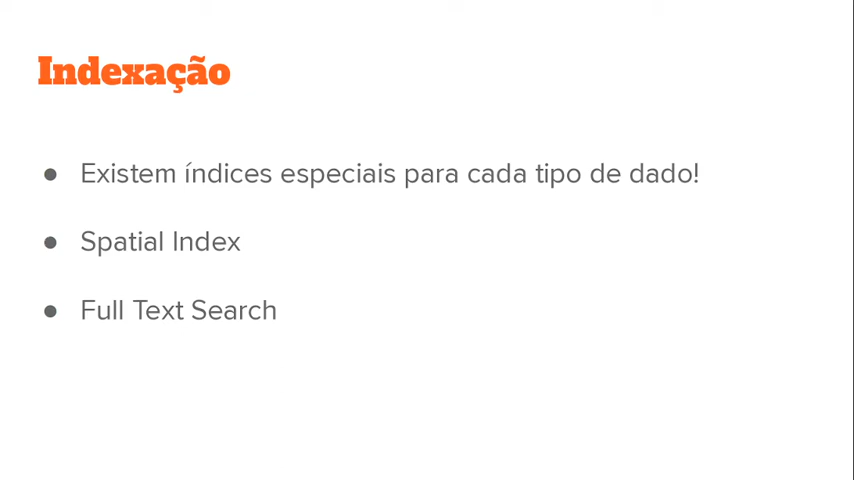 Indexação
● Existem índices especiais para cada tipo de dado!
● Spatial Index
● Full Text Search